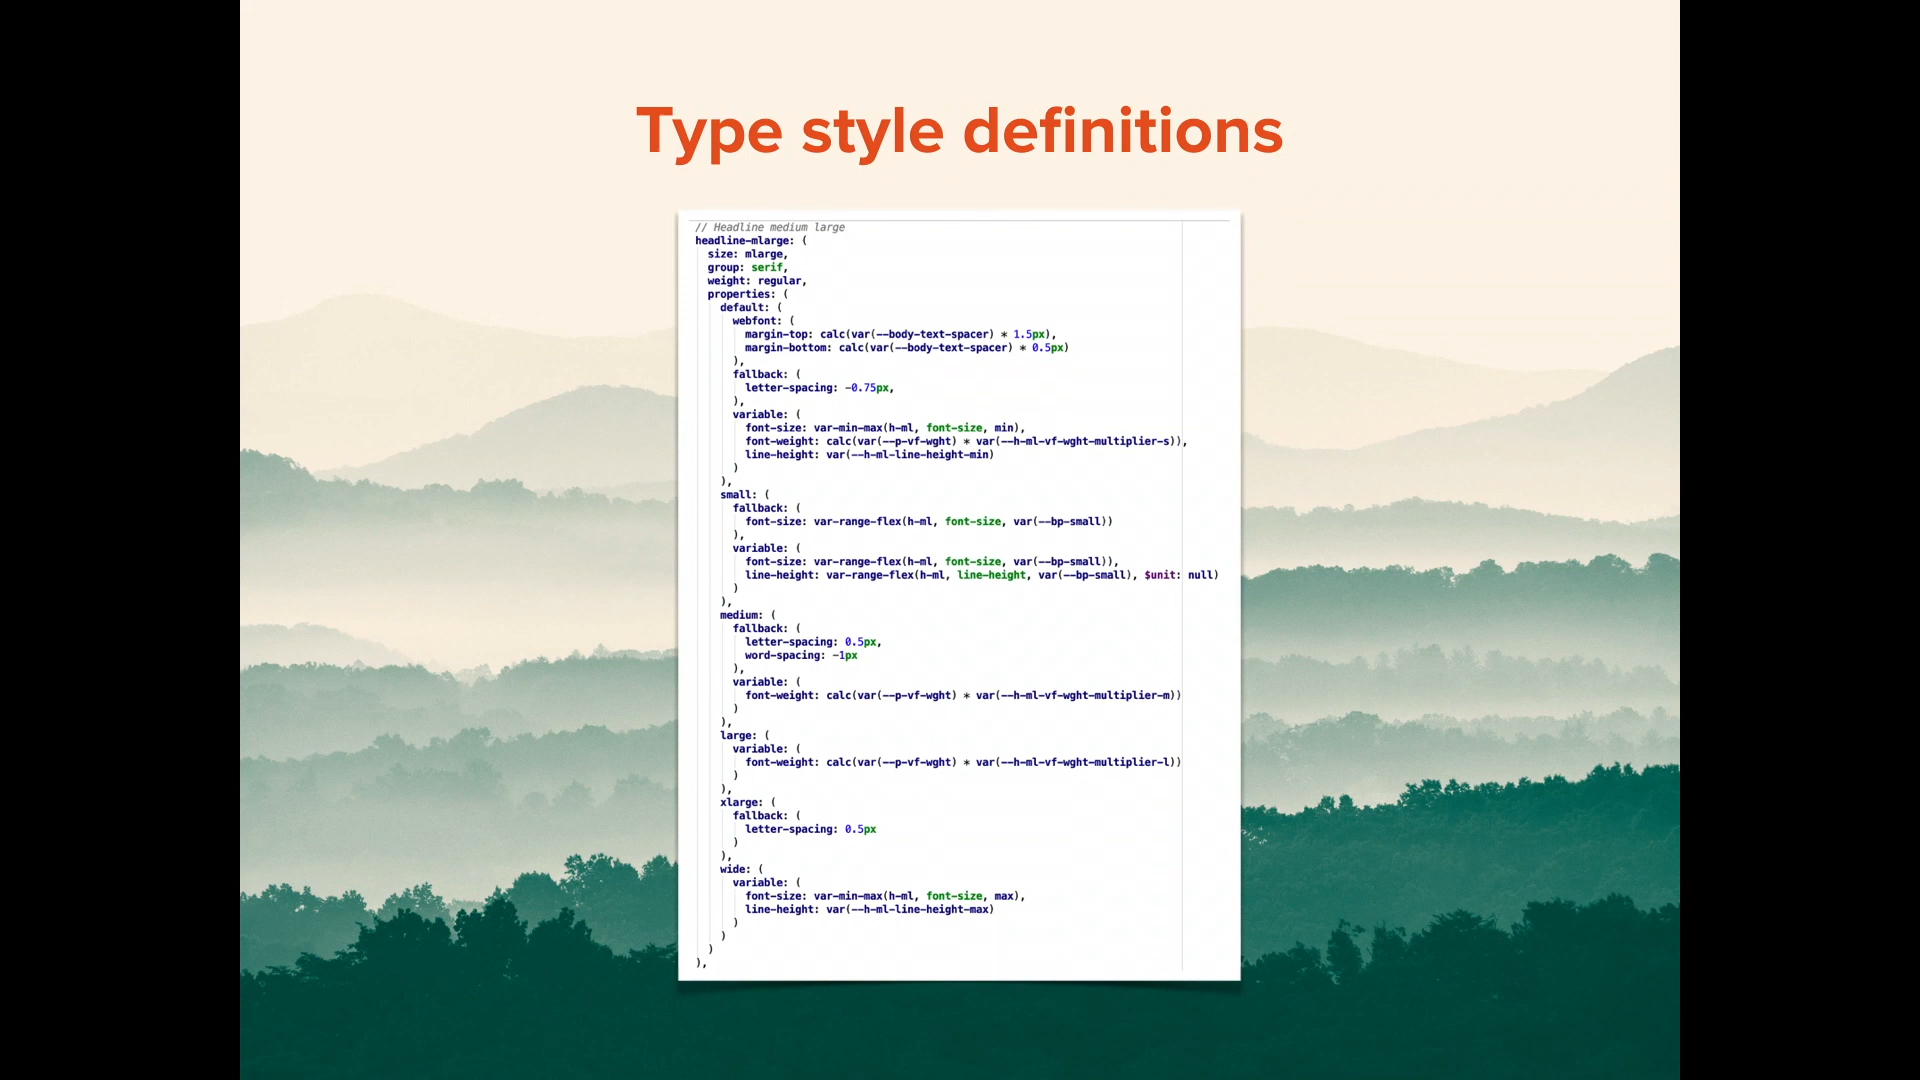 Type style definitions
// Headline medium large
headline-mlarge: (
  size: mlarge,
  group: serif,
  weight: regular,
  properties: (
    default: (
      webfont: (
        margin-top: calc(var(--body-text-spacer) * 1.5px),
        margin-bottom: calc(var(--body-text-spacer) * 0.5px)
      ),
      fallback: (
        letter-spacing: -0.75px,
      ),
      variable: (
        font-size: var-min-max(h-ml, font-size, min),
        font-weight: calc(var(--p-vf-wght) * var(--h-ml-vf-wght-multiplier-s)),
        line-height: var(--h-ml-line-height-min)
      )
    ),
    small: (
      fallback: (
        font-size: var-range-flex(h-ml, font-size, var(--bp-small))
      ),
      variable: (
        font-size: var-range-flex(h-ml, font-size, var(--bp-small)),
        line-height: var-range-flex(h-ml, line-height, var(--bp-small), $unit: null)
      )
    ),
    medium: (
      fallback: (
        letter-spacing: 0.5px,
        word-spacing: -1px
      ),
      variable: (
        font-weight: calc(var(--p-vf-wght) * var(--h-ml-vf-wght-multiplier-m))
      )
    ),
    large: (
      variable: (
        font-weight: calc(var(--p-vf-wght) * var(--h-ml-vf-wght-multiplier-l))
      )
    ),
    xlarge: (
      fallback: (
        letter-spacing: 0.5px
      )
    ),
    wide: (
      variable: (
        font-size: var-min-max(h-ml, font-size, max),
        line-height: var(--h-ml-line-height-max)
      )
    )
  )
),